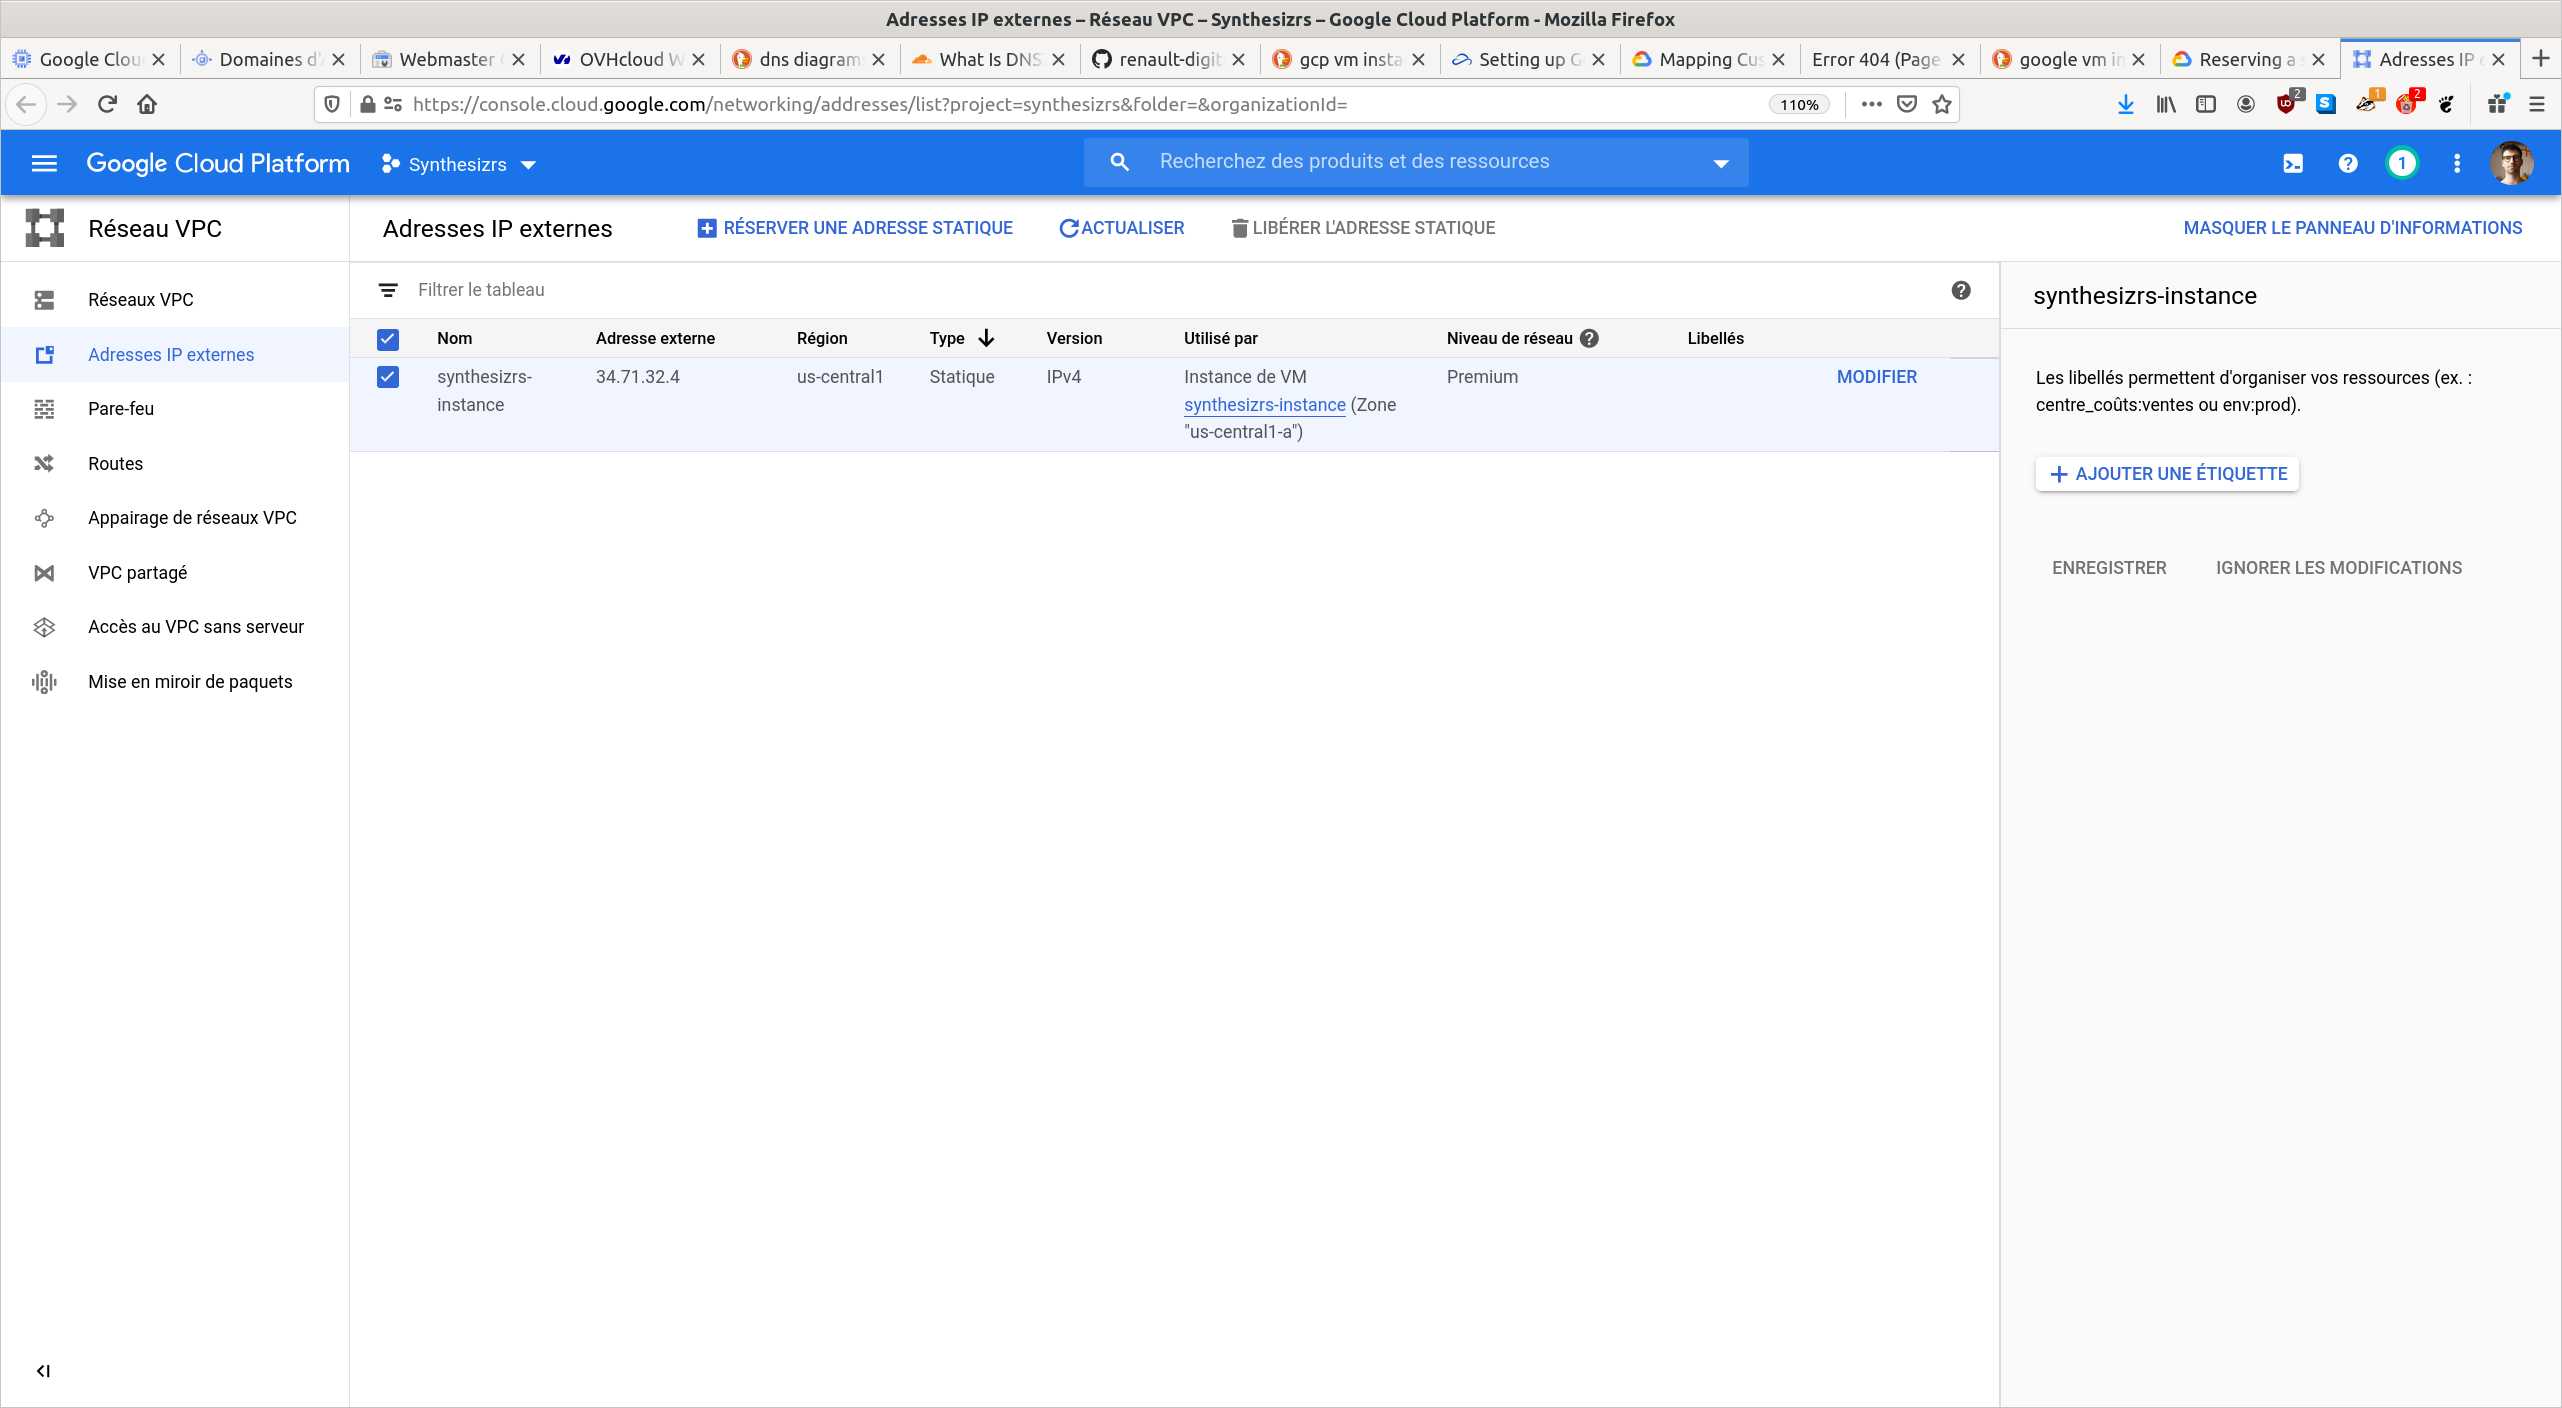 Adresses IP externes – Réseau VPC – Synthesizrs – Google Cloud Platform - Mozilla Firefox
Google Clou
Domaines d'
Webmaster
OVHcloud W
dns diagram
What Is DNS
renault-digit
gcp vm insta
Setting up G
Mapping Cus
Error 404 (Page
google vm in
Reserving a s
Adresses IP e
https://console.cloud.google.com/networking/addresses/list?project=synthesizrs&folder=&organizationId=
110%
2
1
2
Google Cloud Platform
Synthesizrs
Recherchez des produits et des ressources
1
Réseau VPC
Adresses IP externes
RÉSERVER UNE ADRESSE STATIQUE
ACTUALISER
LIBÉRER L'ADRESSE STATIQUE
MASQUER LE PANNEAU D'INFORMATIONS
Réseaux VPC
Adresses IP externes
Pare-feu
Routes
Appairage de réseaux VPC
VPC partagé
Accès au VPC sans serveur
Mise en miroir de paquets
Filtrer le tableau
Nom Adresse externe Région Type Version Utilisé par Niveau de réseau Libellés
synthesizrs- 34.71.32.4 us-central1 Statique IPv4 Instance de VM Premium MODIFIER
instance synthesizrs-instance (Zone
"us-central1-a")
synthesizrs-instance
Les libellés permettent d'organiser vos ressources (ex. :
centre_coûts:ventes ou env:prod).
AJOUTER UNE ÉTIQUETTE
ENREGISTRER IGNORER LES MODIFICATIONS